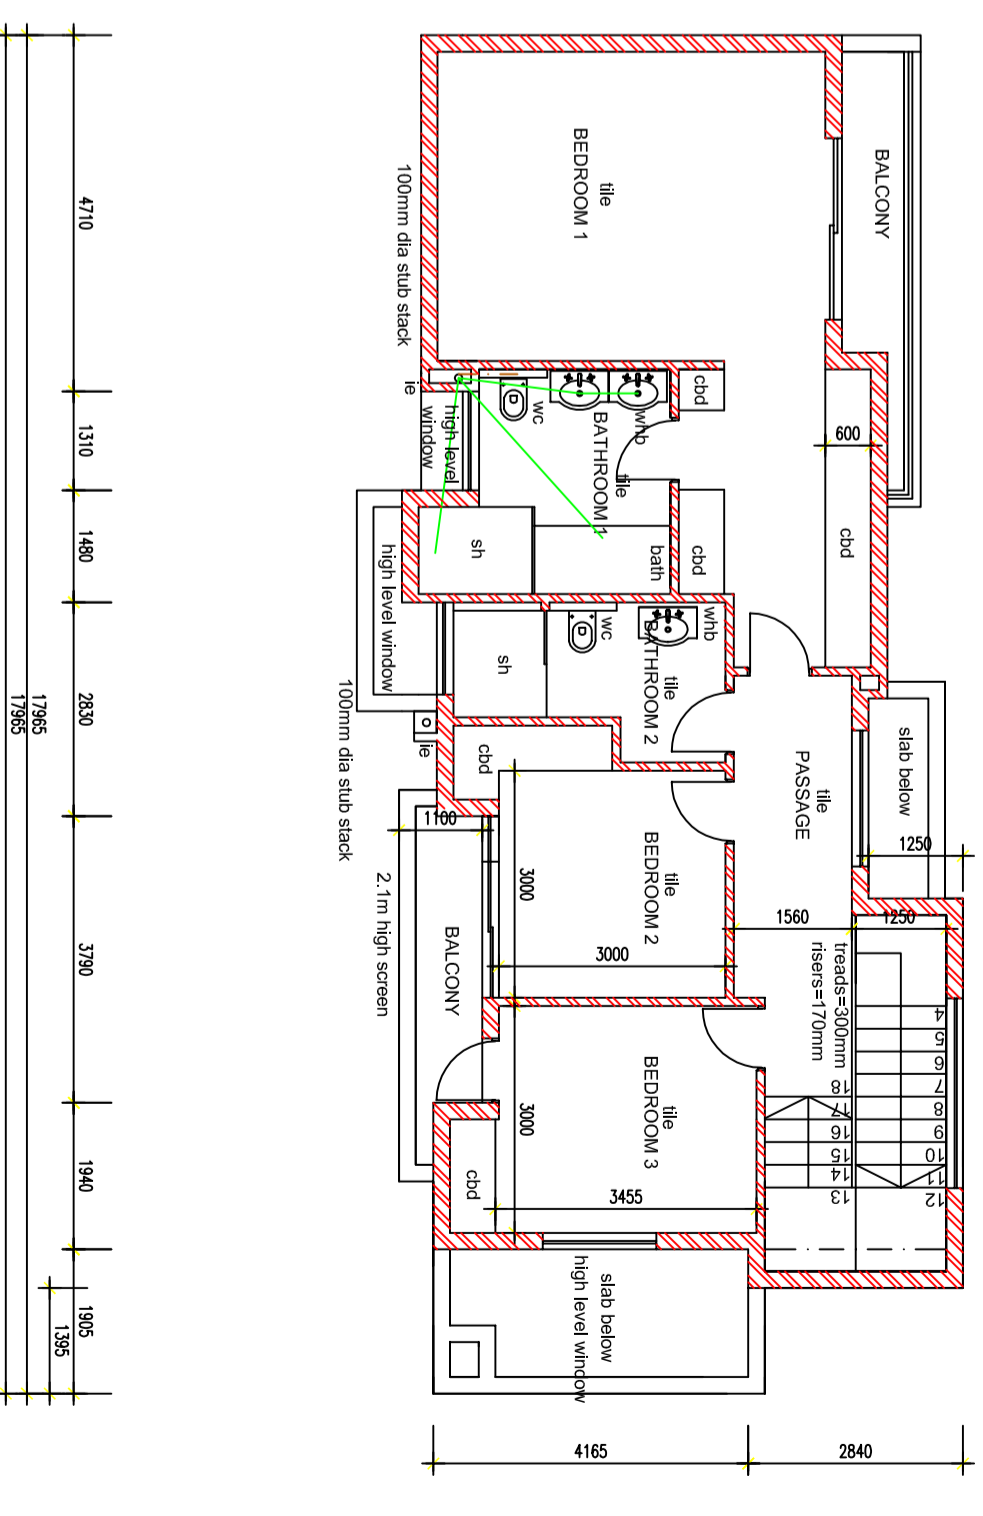 BALCONY
tile
BEDROOM 1
100mm dia stub stack
ie
high level
window
wc
whb
tile
BATHROOM 1
cbd
600
cbd
cbd
bath
sh
high level window
whb
wc
sh
tile
BATHROOM 2
100mm dia stub stack
ie
cbd
slab below
tile
PASSAGE
1250
1100
3000
tile
BEDROOM 2
3000
1560
1250
2.1m high screen
BALCONY
treads=300mm
risers=170mm
4
5
6
7
8
9
10
11
12
18
17
16
15
14
13
tile
BEDROOM 3
3000
3455
cbd
slab below
high level window
4710
1310
1480
2830
3790
1940
1905
1395
17965
17965
4165
2840